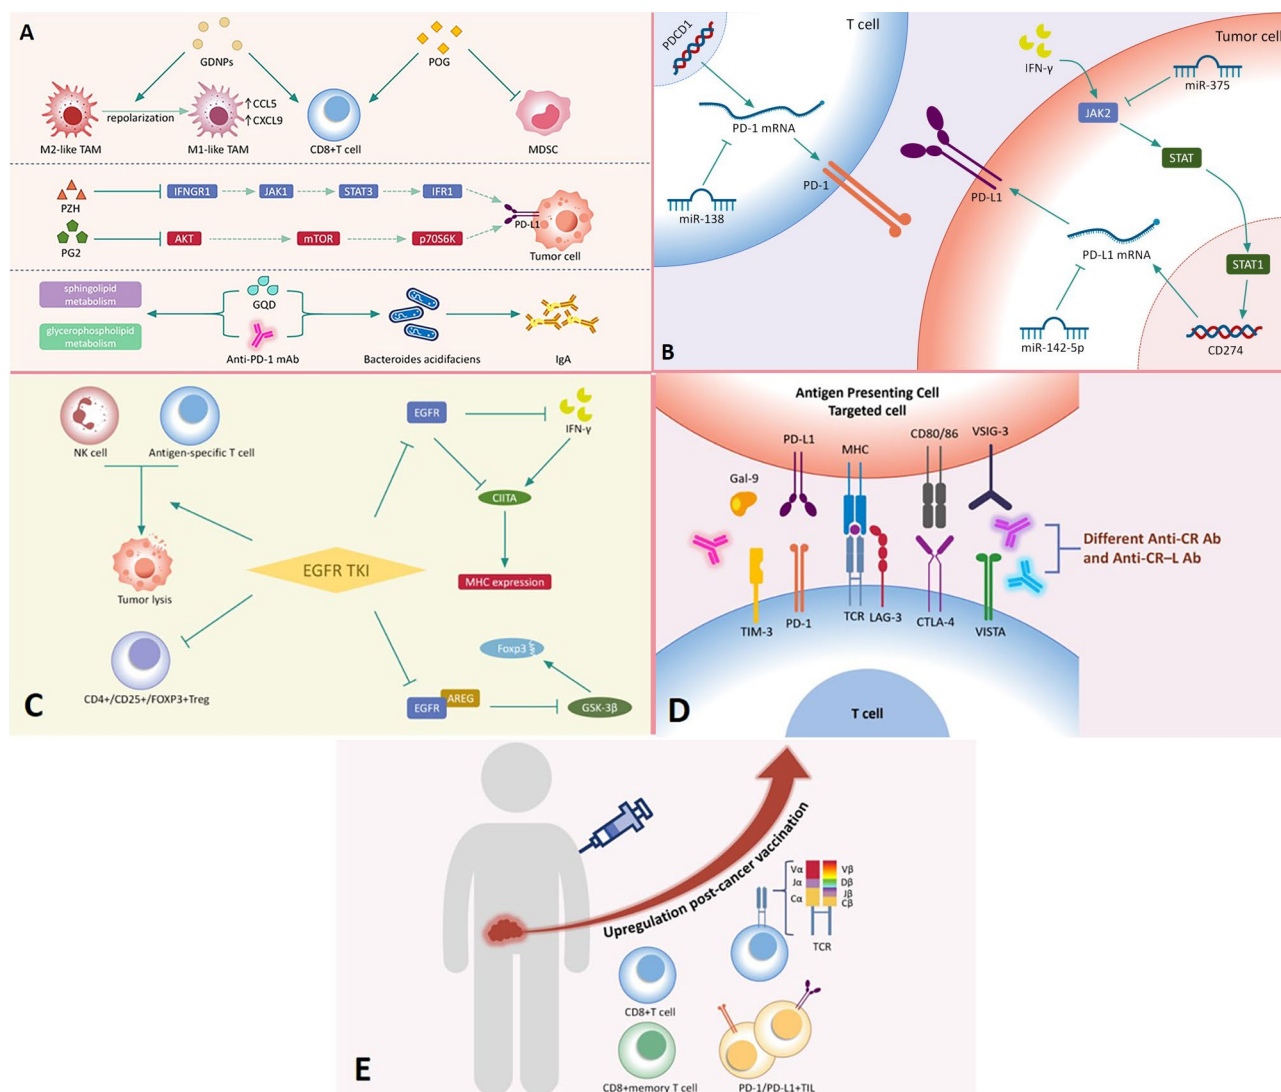 A
GDNPs
POG
M2-like TAM
repolarization
M1-like TAM
↑CCL5
↑CXCL9
CD8+T cell
MDSC
PZH
IFNGR1
JAK1
STAT3
IFR1
PG2
AKT
mTOR
p70S6K
PD-L1
Tumor cell
sphingolipid
metabolism
glycerophospholipid
metabolism
GQD
Anti-PD-1 mAb
Bacteroides acidifaciens
IgA
B
PDCD1
T cell
PD-1 mRNA
miR-138
PD-1
IFN-γ
Tumor cell
miR-375
JAK2
STAT
PD-L1
PD-L1 mRNA
STAT1
miR-142-5p
CD274
C
NK cell
Antigen-specific T cell
Tumor lysis
CD4+/CD25+/FOXP3+Treg
EGFR TKI
EGFR
IFN-γ
CIITA
MHC expression
Foxp3
AREG
EGFR
GSK-3β
D
Antigen Presenting Cell
Targeted cell
PD-L1
MHC
CD80/86
VSIG-3
Gal-9
TIM-3
PD-1
TCR
LAG-3
CTLA-4
VISTA
Different Anti-CR Ab
and Anti-CR–L Ab
T cell
E
Upregulation post-cancer vaccination
Vα
Jα
Cα
Vβ
Dβ
Jβ
Cβ
TCR
CD8+T cell
CD8+memory T cell
PD-1/PD-L1+TIL